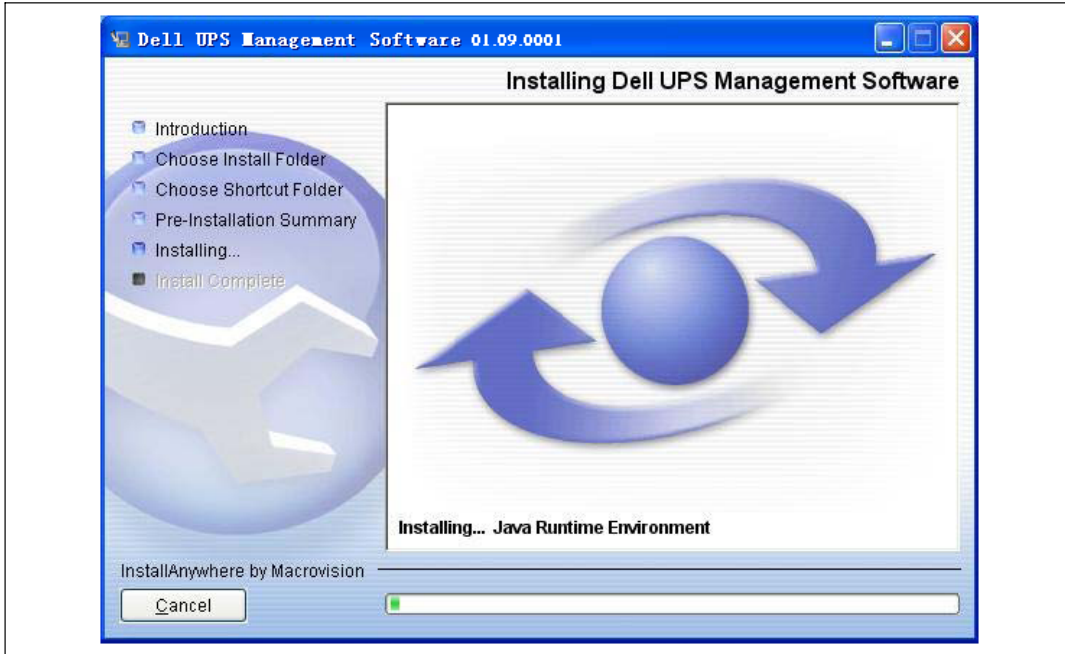 Dell UPS Management Software 01.09.0001
Installing Dell UPS Management Software
Introduction
Choose Install Folder
Choose Shortcut Folder
Pre-Installation Summary
Installing...
Install Complete
Installing... Java Runtime Environment
InstallAnywhere by Macrovision
Cancel